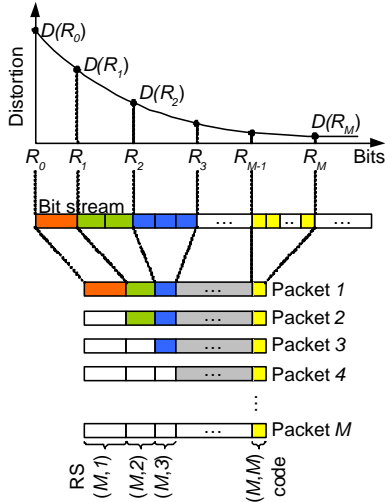 Distortion
D(R0)
D(R1)
D(R2)
D(RM)
R0 R1 R2 R3 RM-1 RM Bits
Bit stream
... .. ...
... Packet 1
... Packet 2
... Packet 3
... Packet 4
...
... Packet M
RS (M,1) (M,2) (M,3) (M,M) code